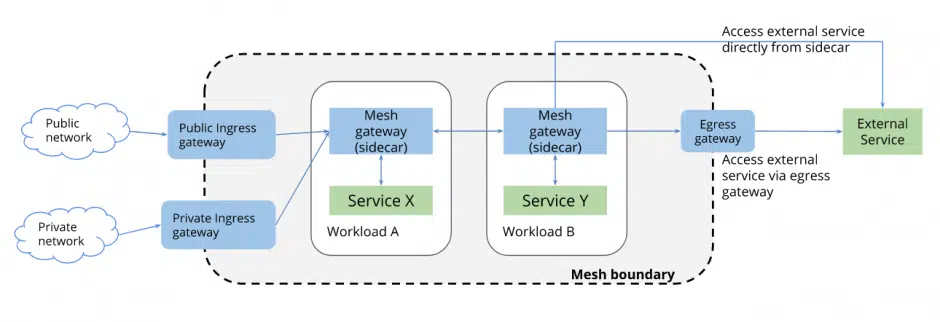 Access external service
directly from sidecar
Public
network
Public Ingress
gateway
Mesh
gateway
(sidecar)
Mesh
gateway
(sidecar)
Egress
gateway
External
Service
Access external
service via egress
gateway
Service X
Service Y
Private
network
Private Ingress
gateway
Workload A
Workload B
Mesh boundary